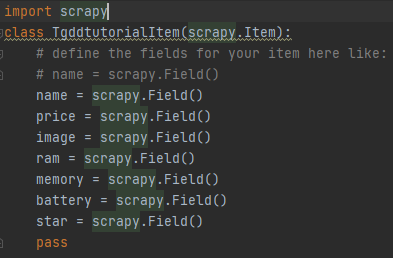 import scrapy
class TgddtutorialItem(scrapy.Item):
    # define the fields for your item here like:
    # name = scrapy.Field()
    name = scrapy.Field()
    price = scrapy.Field()
    image = scrapy.Field()
    ram = scrapy.Field()
    memory = scrapy.Field()
    battery = scrapy.Field()
    star = scrapy.Field()
    pass